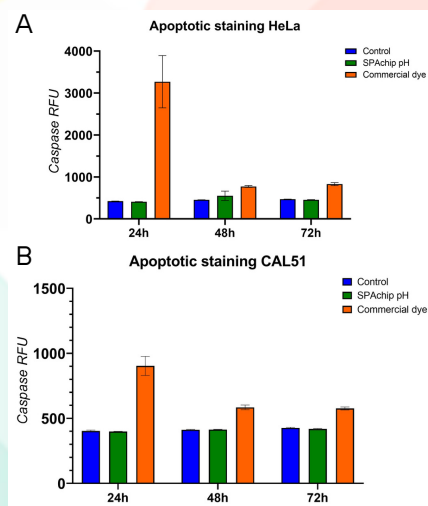 A
Apoptotic staining HeLa
Caspase RFU
4000
3000
2000
1000
0
24h
48h
72h
Control
SPAchip pH
Commercial dye
B
Apoptotic staining CAL51
Caspase RFU
1500
1000
500
0
24h
48h
72h
Control
SPAchip pH
Commercial dye